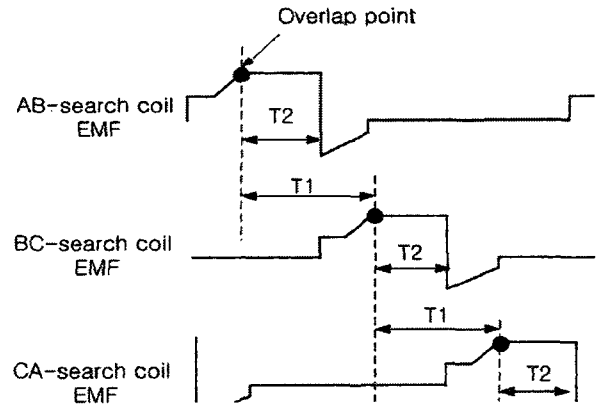 Overlap point
AB-search coil
EMF
T2
T1
BC-search coil
EMF
T2
T1
CA-search coil
EMF
T2